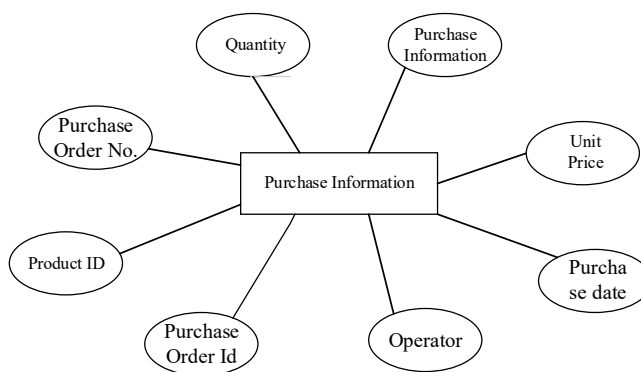 Quantity
Purchase
Information
Purchase
Order No.
Unit
Price
Purchase Information
Product ID
Purcha
se date
Purchase
Order Id
Operator